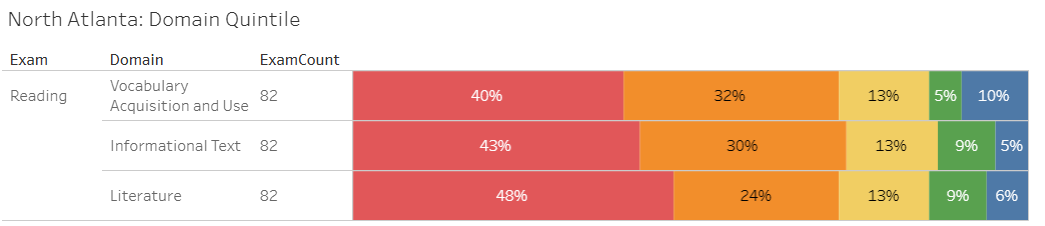 North Atlanta: Domain Quintile
Exam Domain ExamCount
Reading Vocabulary Acquisition and Use 82 40% 32% 13% 5% 10%
Informational Text 82 43% 30% 13% 9% 5%
Literature 82 48% 24% 13% 9% 6%